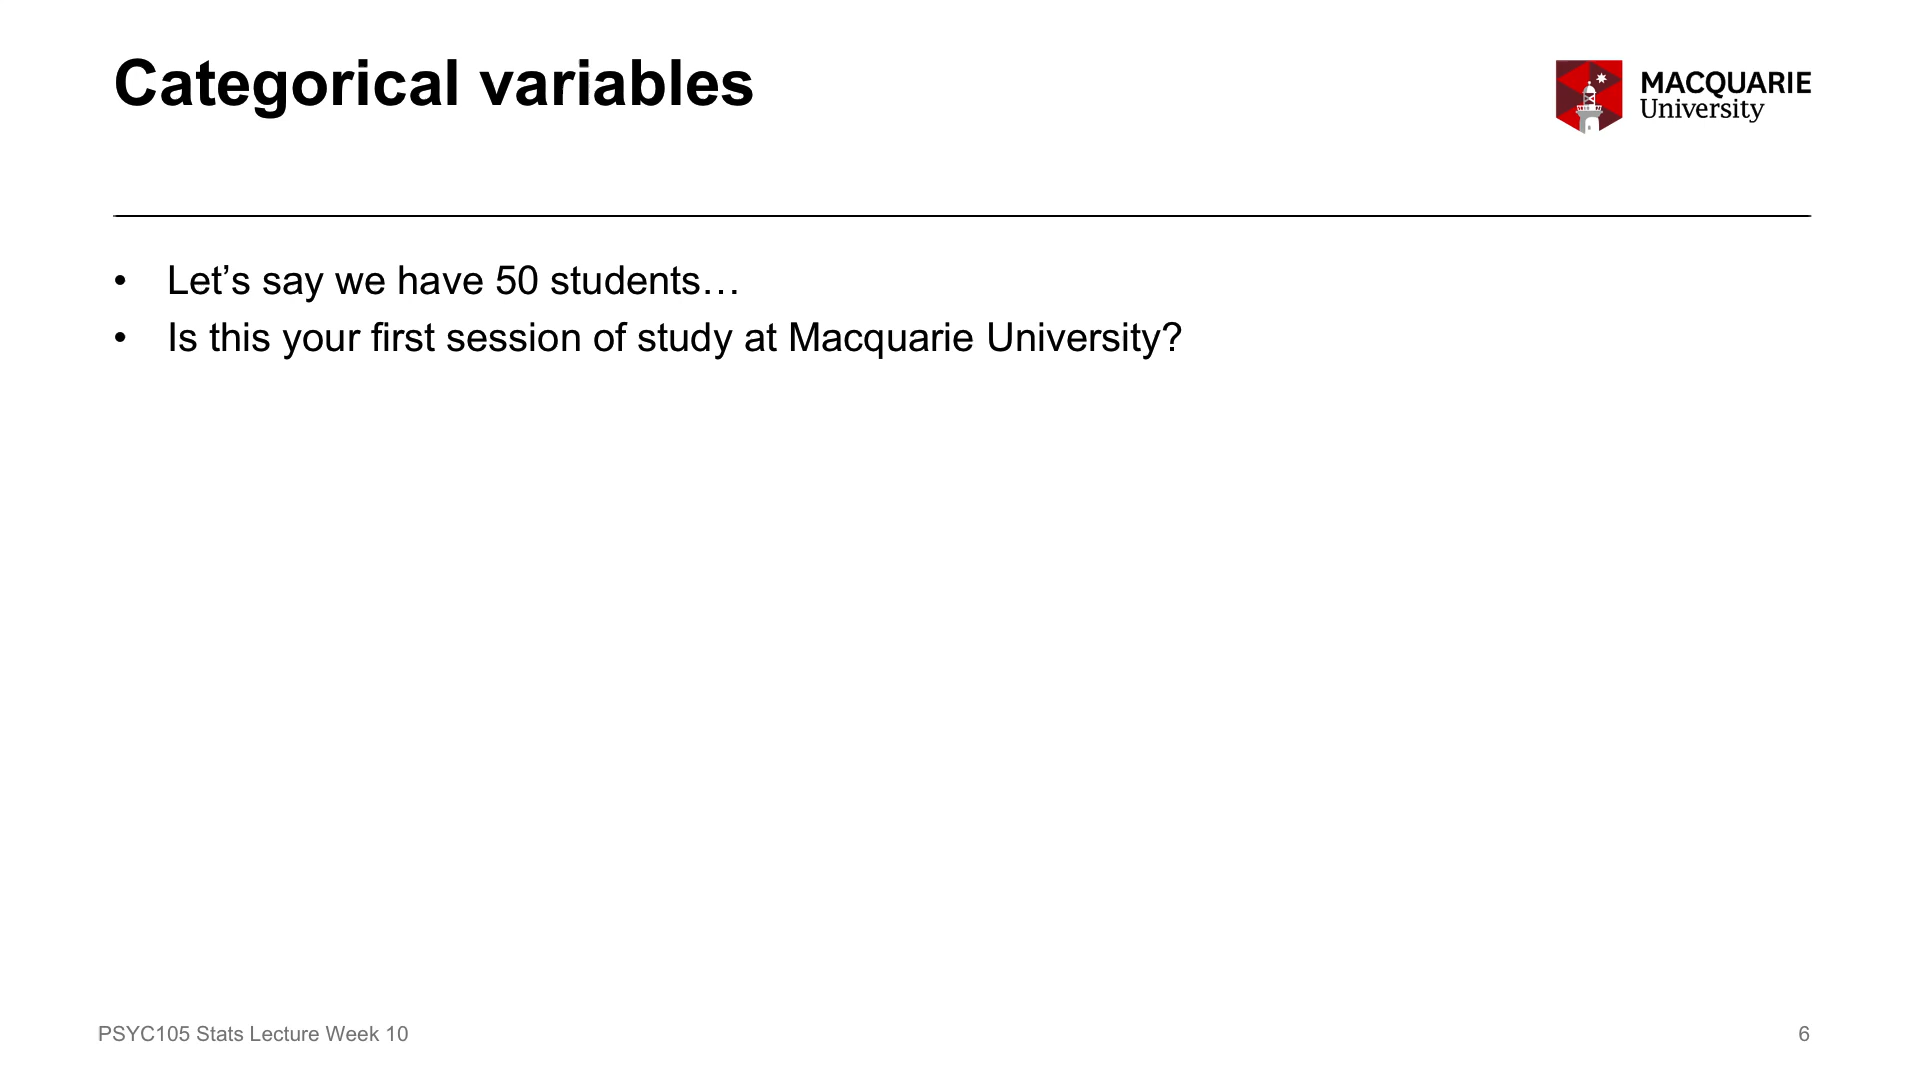 Categorical variables
MACQUARIE
University
• Let’s say we have 50 students…
• Is this your first session of study at Macquarie University?
PSYC105 Stats Lecture Week 10
6